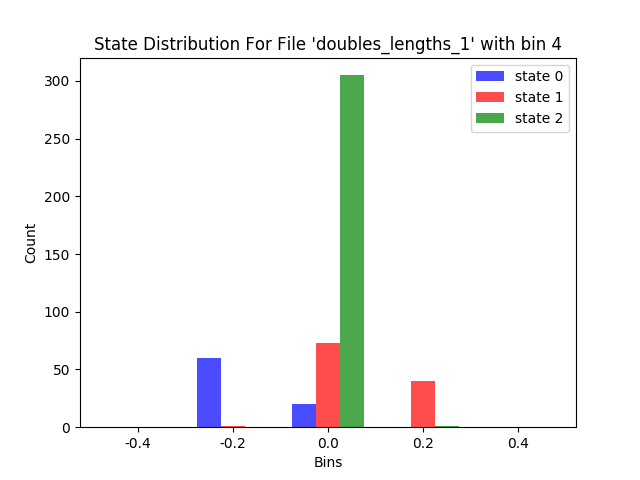 State Distribution For File 'doubles_lengths_1' with bin 4
state 0
state 1
state 2
300
250
200
150
100
50
0
Count
-0.4
-0.2
0.0
0.2
0.4
Bins